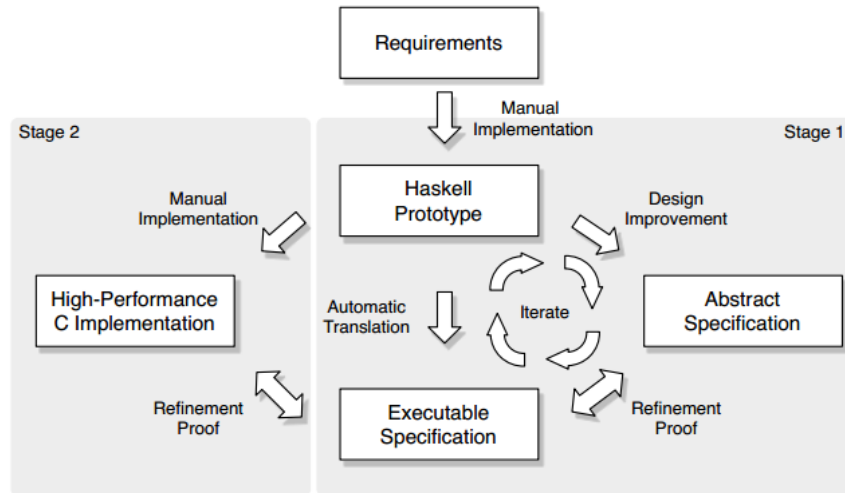 Requirements
Manual
Implementation
Stage 2
Stage 1
Haskell
Prototype
Manual
Implementation
Design
Improvement
High-Performance
C Implementation
Automatic
Translation
Iterate
Abstract
Specification
Refinement
Proof
Executable
Specification
Refinement
Proof